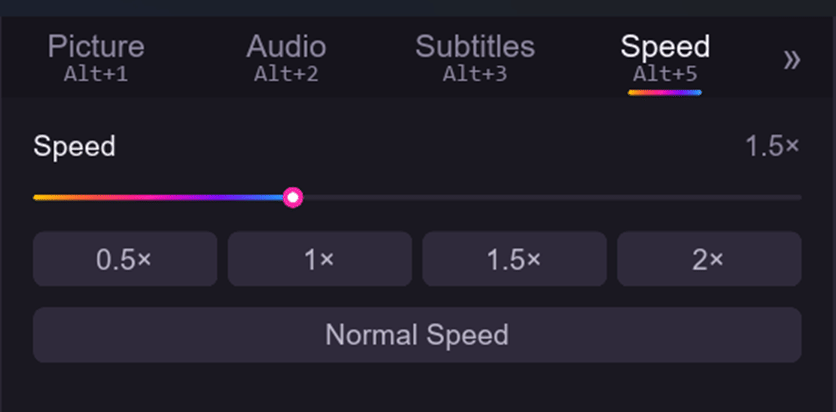 Picture Audio Subtitles Speed »
Alt+1 Alt+2 Alt+3 Alt+5
Speed 1.5×
0.5× 1× 1.5× 2×
Normal Speed